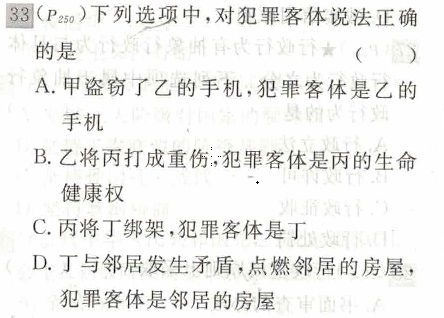 33 (P250) 下列选项中,对犯罪客体说法正确
的是 ( )
A. 甲盗窃了乙的手机,犯罪客体是乙的
手机
B. 乙将丙打成重伤,犯罪客体是丙的生命
健康权
C. 丙将丁绑架,犯罪客体是丁
D. 丁与邻居发生矛盾,点燃邻居的房屋,
犯罪客体是邻居的房屋